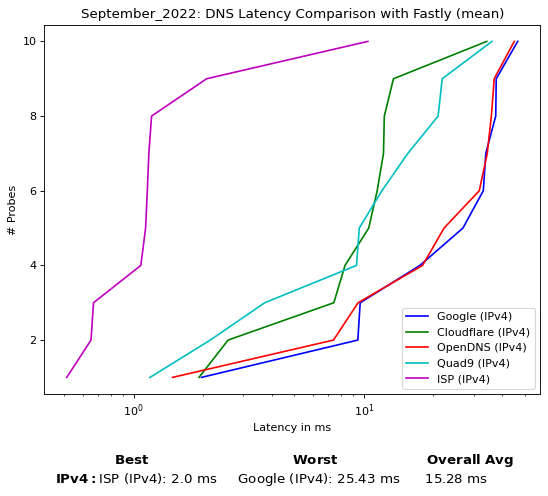 September_2022: DNS Latency Comparison with Fastly (mean)
# Probes
10
8
6
4
2
Google (IPv4)
Cloudflare (IPv4)
OpenDNS (IPv4)
Quad9 (IPv4)
ISP (IPv4)
10⁰ 10¹
Latency in ms
Best Worst Overall Avg
IPv4: ISP (IPv4): 2.0 ms Google (IPv4): 25.43 ms 15.28 ms